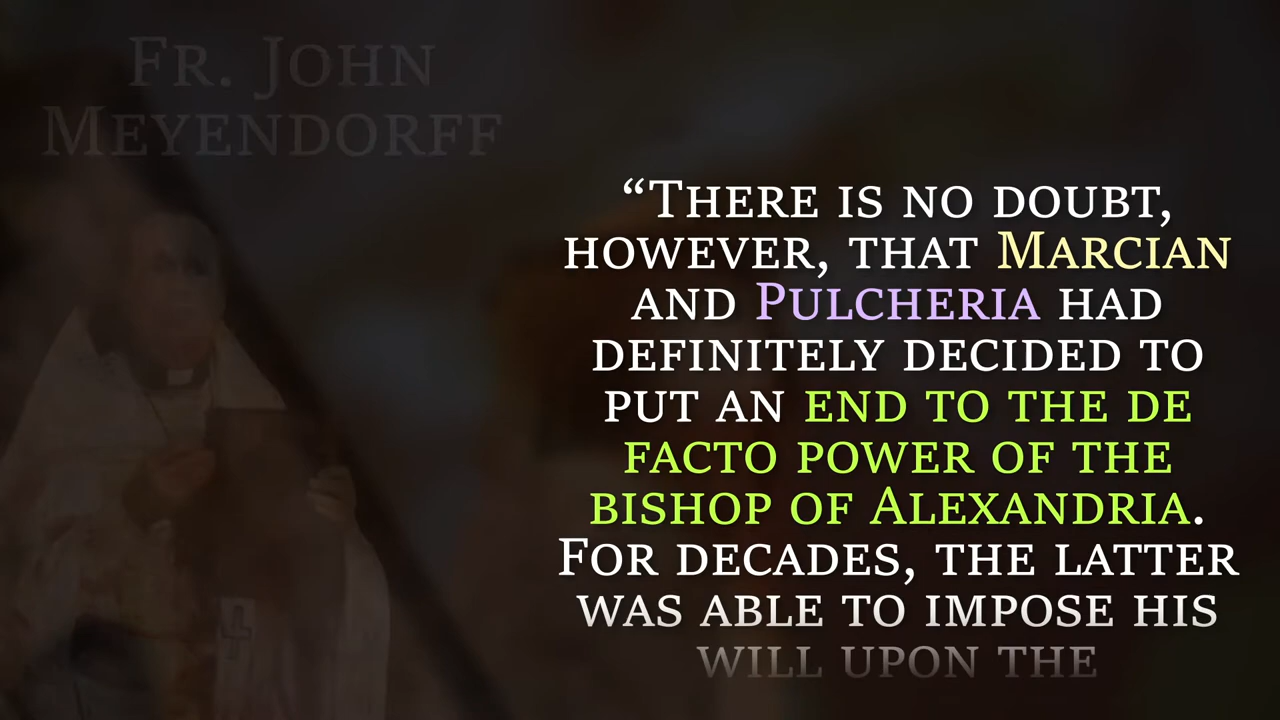 Fr. John
Meyendorff
“There is no doubt,
however, that Marcian
and Pulcheria had
definitely decided to
put an end to the de
facto power of the
bishop of Alexandria.
For decades, the latter
was able to impose his
will upon the